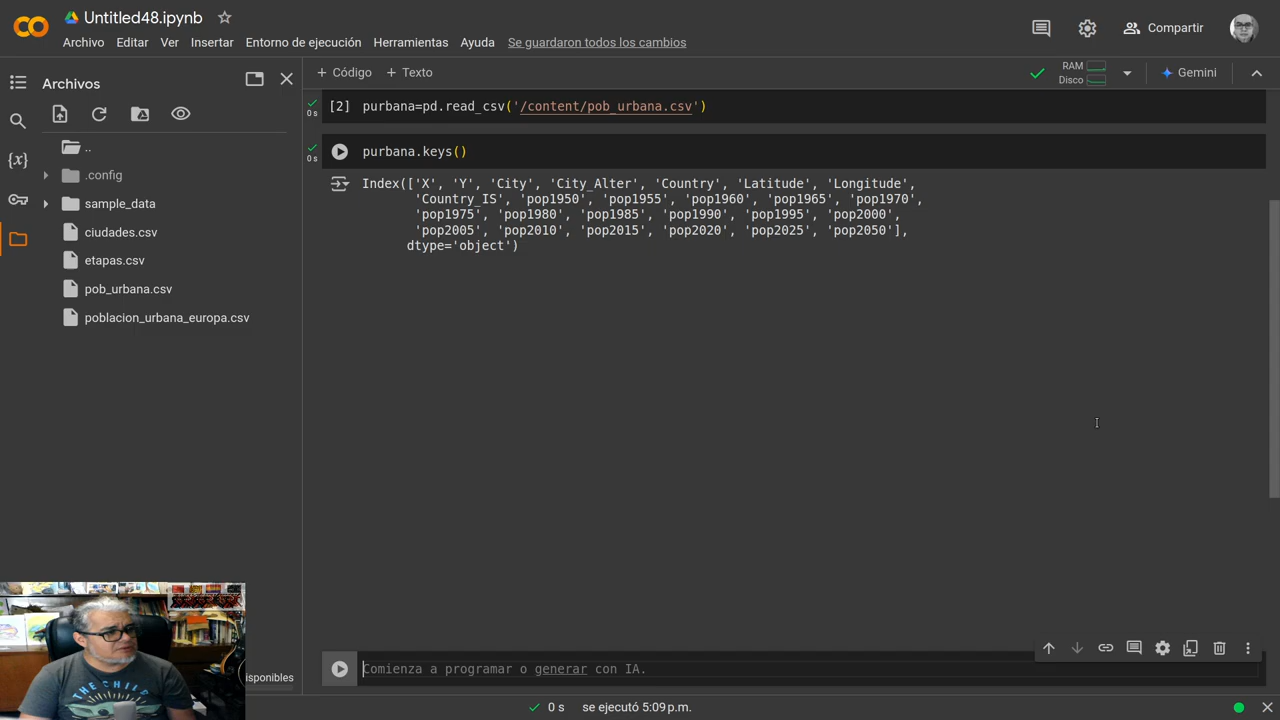 Untitled48.ipynb
Archivo Editar Ver Insertar Entorno de ejecución Herramientas Ayuda Se guardaron todos los cambios
Compartir
Archivos
+ Código + Texto
RAM
Disco
Gemini
..
.config
sample_data
ciudades.csv
etapas.csv
pob_urbana.csv
poblacion_urbana_europa.csv
0 s
[2] purbana=pd.read_csv('/content/pob_urbana.csv')
0 s
purbana.keys()
Index(['X', 'Y', 'City', 'City_Alter', 'Country', 'Latitude', 'Longitude',
'Country_IS', 'pop1950', 'pop1955', 'pop1960', 'pop1965', 'pop1970',
'pop1975', 'pop1980', 'pop1985', 'pop1990', 'pop1995', 'pop2000',
'pop2005', 'pop2010', 'pop2015', 'pop2020', 'pop2025', 'pop2050'],
dtype='object')
Comienza a programar o generar con IA.
isponibles
THE CHILD
0 s se ejecutó 5:09 p.m.